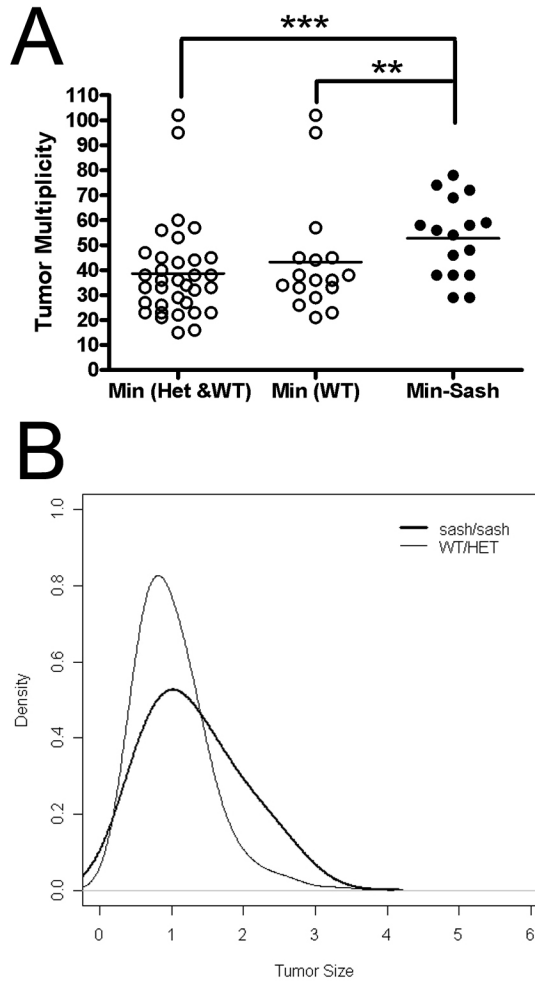 A
***
**
Tumor Multiplicity
110
100
90
80
70
60
50
40
30
20
10
0
Min (Het &WT) Min (WT) Min-Sash
B
sash/sash
WT/HET
Density
1.0
0.8
0.6
0.4
0.2
0.0
0 1 2 3 4 5 6
Tumor Size